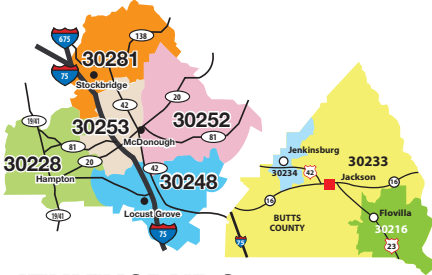 675
138
30281
75
Stockbridge
20
42
19/41
30253
30252
McDonough
81
81
30228
20
42
Hampton
30248
Locust Grove
19/41
75
Jenkinsburg
30233
30234
42
Jackson
16
16
BUTTS
COUNTY
Flovilla
30216
75
23